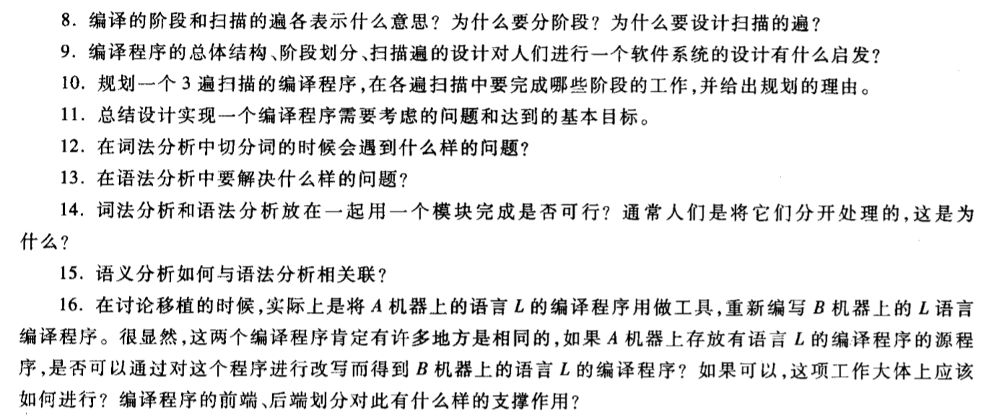 8. 编译的阶段和扫描的遍各表示什么意思？为什么要分阶段？为什么要设计扫描的遍？
9. 编译程序的总体结构、阶段划分、扫描遍的设计对人们进行一个软件系统的设计有什么启发？
10. 规划一个 3 遍扫描的编译程序,在各遍扫描中要完成哪些阶段的工作,并给出规划的理由。
11. 总结设计实现一个编译程序需要考虑的问题和达到的基本目标。
12. 在词法分析中切分词的时候会遇到什么样的问题？
13. 在语法分析中要解决什么样的问题？
14. 词法分析和语法分析放在一起用一个模块完成是否可行？通常人们是将它们分开处理的,这是为
什么？
15. 语义分析如何与语法分析相关联？
16. 在讨论移植的时候,实际上是将 A 机器上的语言 L 的编译程序用做工具,重新编写 B 机器上的 L 语言
编译程序。很显然,这两个编译程序肯定有许多地方是相同的,如果 A 机器上存放有语言 L 的编译程序的源程
序,是否可以通过对这个程序进行改写而得到 B 机器上的语言 L 的编译程序？如果可以,这项工作大体上应该
如何进行？编译程序的前端、后端划分对此有什么样的支撑作用？